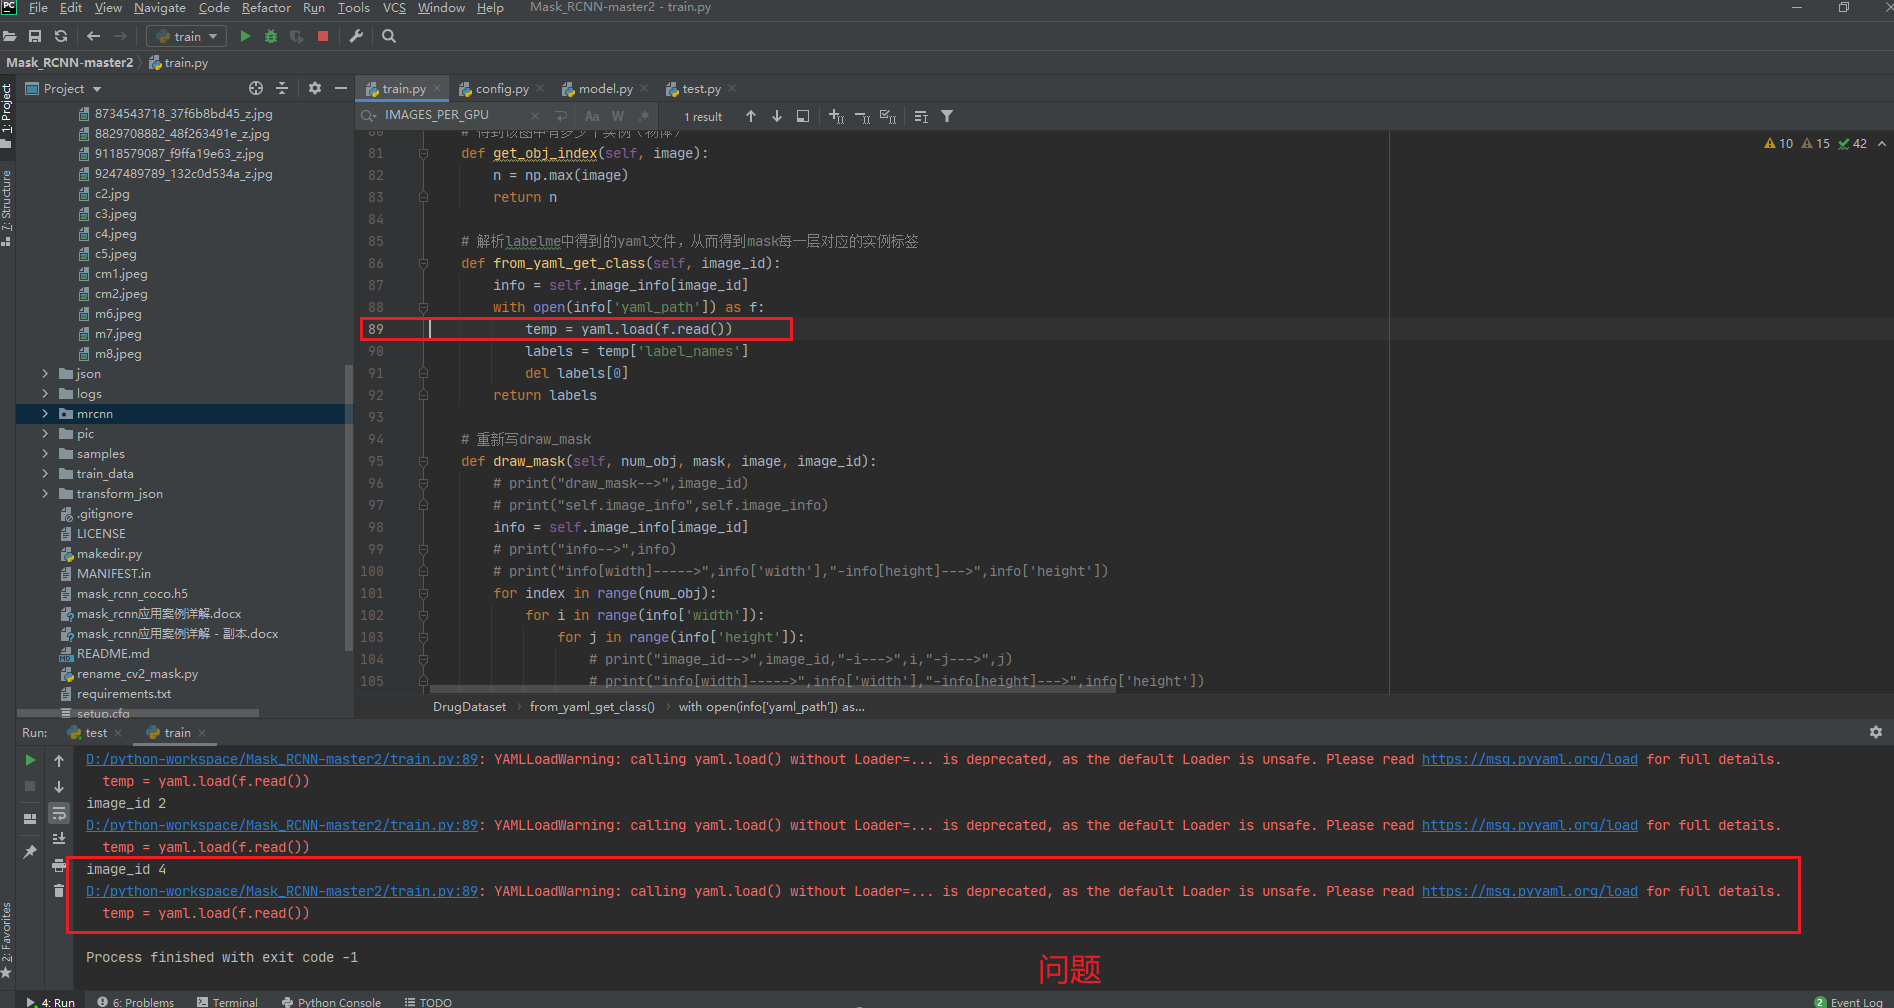 File Edit View Navigate Code Refactor Run Tools VCS Window Help Mask_RCNN-master2 - train.py
train
Mask_RCNN-master2 train.py
1: Project
7: Structure
2: Favorites
Project
8734543718_37f6b8bd45_z.jpg
8829708882_48f263491e_z.jpg
9118579087_f9ffa19e63_z.jpg
9247489789_132c0d534a_z.jpg
c2.jpg
c3.jpeg
c4.jpeg
c5.jpeg
cm1.jpeg
cm2.jpeg
m6.jpeg
m7.jpeg
m8.jpeg
json
logs
mrcnn
pic
samples
train_data
transform_json
.gitignore
LICENSE
makedir.py
MANIFEST.in
mask_rcnn_coco.h5
mask_rcnn应用案例详解.docx
mask_rcnn应用案例详解 - 副本.docx
README.md
rename_cv2_mask.py
requirements.txt
setup.cfg
train.py config.py model.py test.py
IMAGES_PER_GPU Aa W .* 1 result
10 15 42
80 # 得到该图中有多少个实例（物体）
81 def get_obj_index(self, image):
82 n = np.max(image)
83 return n
84
85 # 解析labelme中得到的yaml文件，从而得到mask每一层对应的实例标签
86 def from_yaml_get_class(self, image_id):
87 info = self.image_info[image_id]
88 with open(info['yaml_path']) as f:
89 temp = yaml.load(f.read())
90 labels = temp['label_names']
91 del labels[0]
92 return labels
93
94 # 重新写draw_mask
95 def draw_mask(self, num_obj, mask, image, image_id):
96 # print("draw_mask-->",image_id)
97 # print("self.image_info",self.image_info)
98 info = self.image_info[image_id]
99 # print("info-->",info)
100 # print("info[width]----->",info['width'],"-info[height]--->",info['height'])
101 for index in range(num_obj):
102 for i in range(info['width']):
103 for j in range(info['height']):
104 # print("image_id-->",image_id,"-i--->",i,"-j--->",j)
105 # print("info[width]----->",info['width'],"-info[height]--->",info['height'])
DrugDataset from_yaml_get_class() with open(info['yaml_path']) as...
Run: test train
D:/python-workspace/Mask_RCNN-master2/train.py:89: YAMLLoadWarning: calling yaml.load() without Loader=... is deprecated, as the default Loader is unsafe. Please read https://msg.pyyaml.org/load for full details.
temp = yaml.load(f.read())
image_id 2
D:/python-workspace/Mask_RCNN-master2/train.py:89: YAMLLoadWarning: calling yaml.load() without Loader=... is deprecated, as the default Loader is unsafe. Please read https://msg.pyyaml.org/load for full details.
temp = yaml.load(f.read())
image_id 4
D:/python-workspace/Mask_RCNN-master2/train.py:89: YAMLLoadWarning: calling yaml.load() without Loader=... is deprecated, as the default Loader is unsafe. Please read https://msg.pyyaml.org/load for full details.
temp = yaml.load(f.read())
Process finished with exit code -1
问题
4: Run 6: Problems Terminal Python Console TODO 2 Event Log